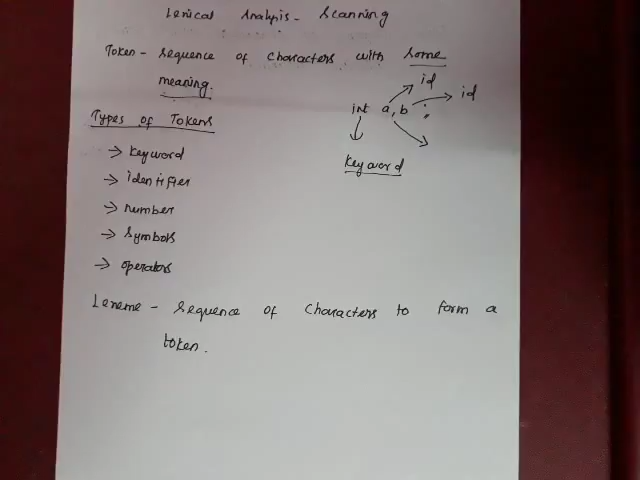 Lexical Analysis - Scanning
Token - sequence of characters with some
meaning.
id
id
int a, b ;
keyword
Types of Tokens
→ keyword
→ identifier
→ number
→ symbols
→ operators
Lexeme - sequence of characters to form a
token.